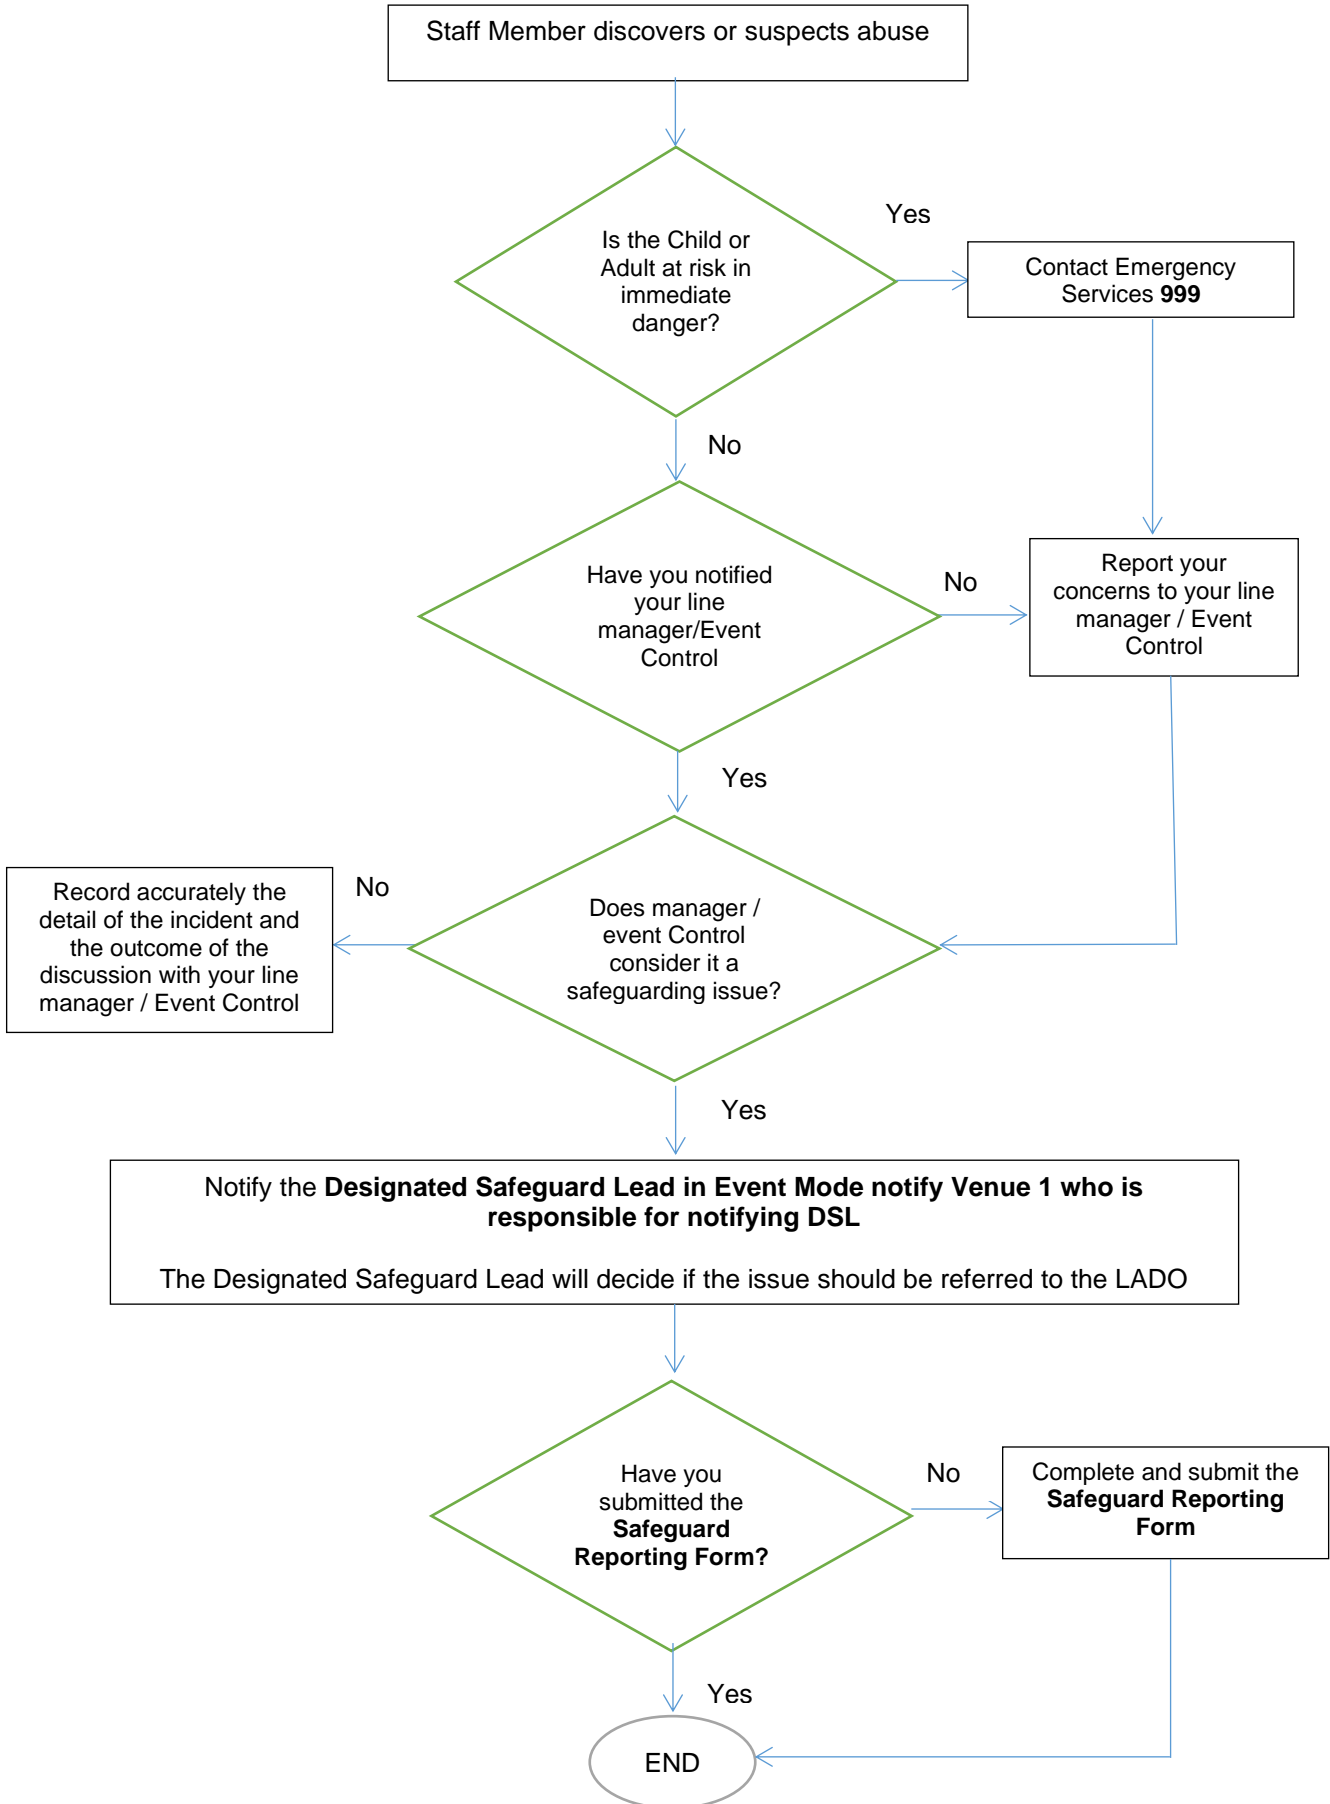 Staff Member discovers or suspects abuse
Yes
Is the Child or
Adult at risk in
immediate
danger?
Contact Emergency
Services 999
No
Have you notified
your line
manager/Event
Control
No
Report your
concerns to your line
manager / Event
Control
Yes
Record accurately the
detail of the incident and
the outcome of the
discussion with your line
manager / Event Control
No
Does manager /
event Control
consider it a
safeguarding issue?
Yes
Notify the Designated Safeguard Lead in Event Mode notify Venue 1 who is
responsible for notifying DSL
The Designated Safeguard Lead will decide if the issue should be referred to the LADO
Have you
submitted the
Safeguard
Reporting Form?
No
Complete and submit the
Safeguard Reporting
Form
Yes
END